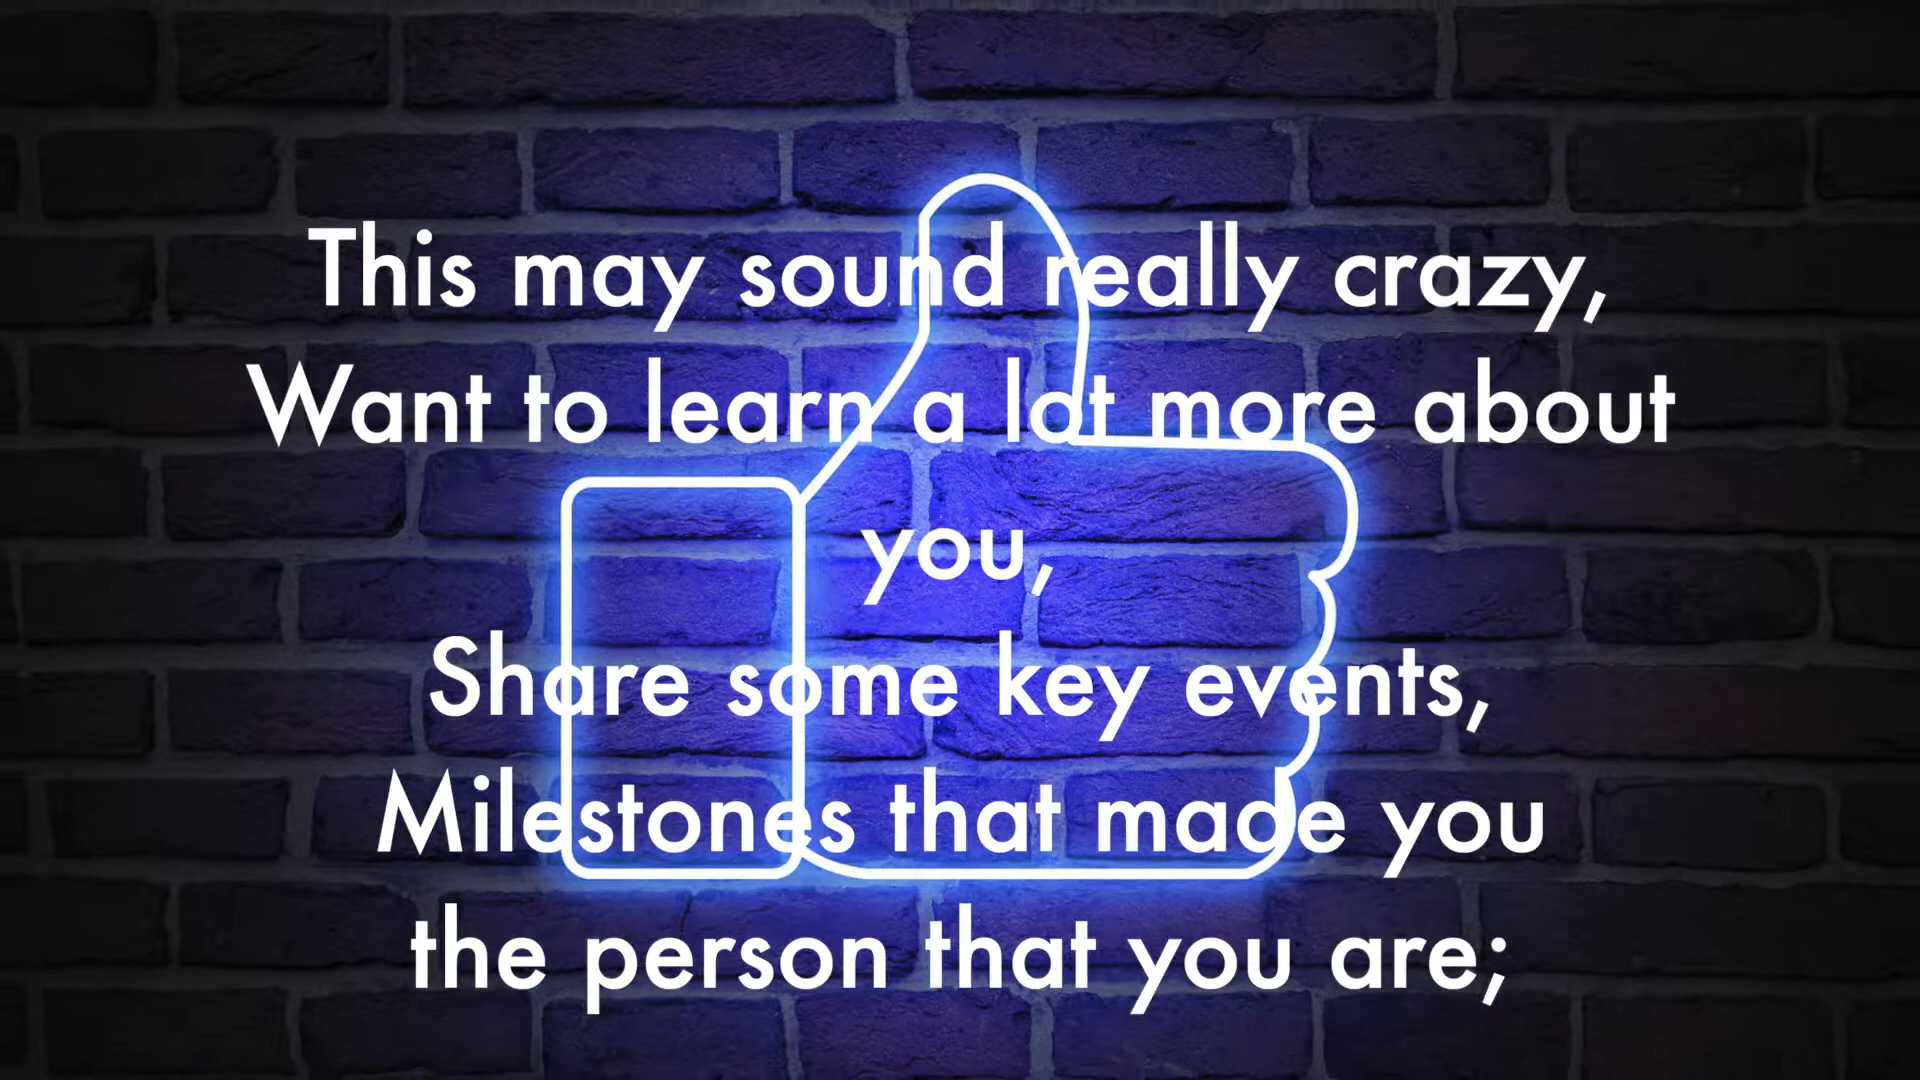 This may sound really crazy,
Want to learn a lot more about
you,
Share some key events,
Milestones that made you
the person that you are;